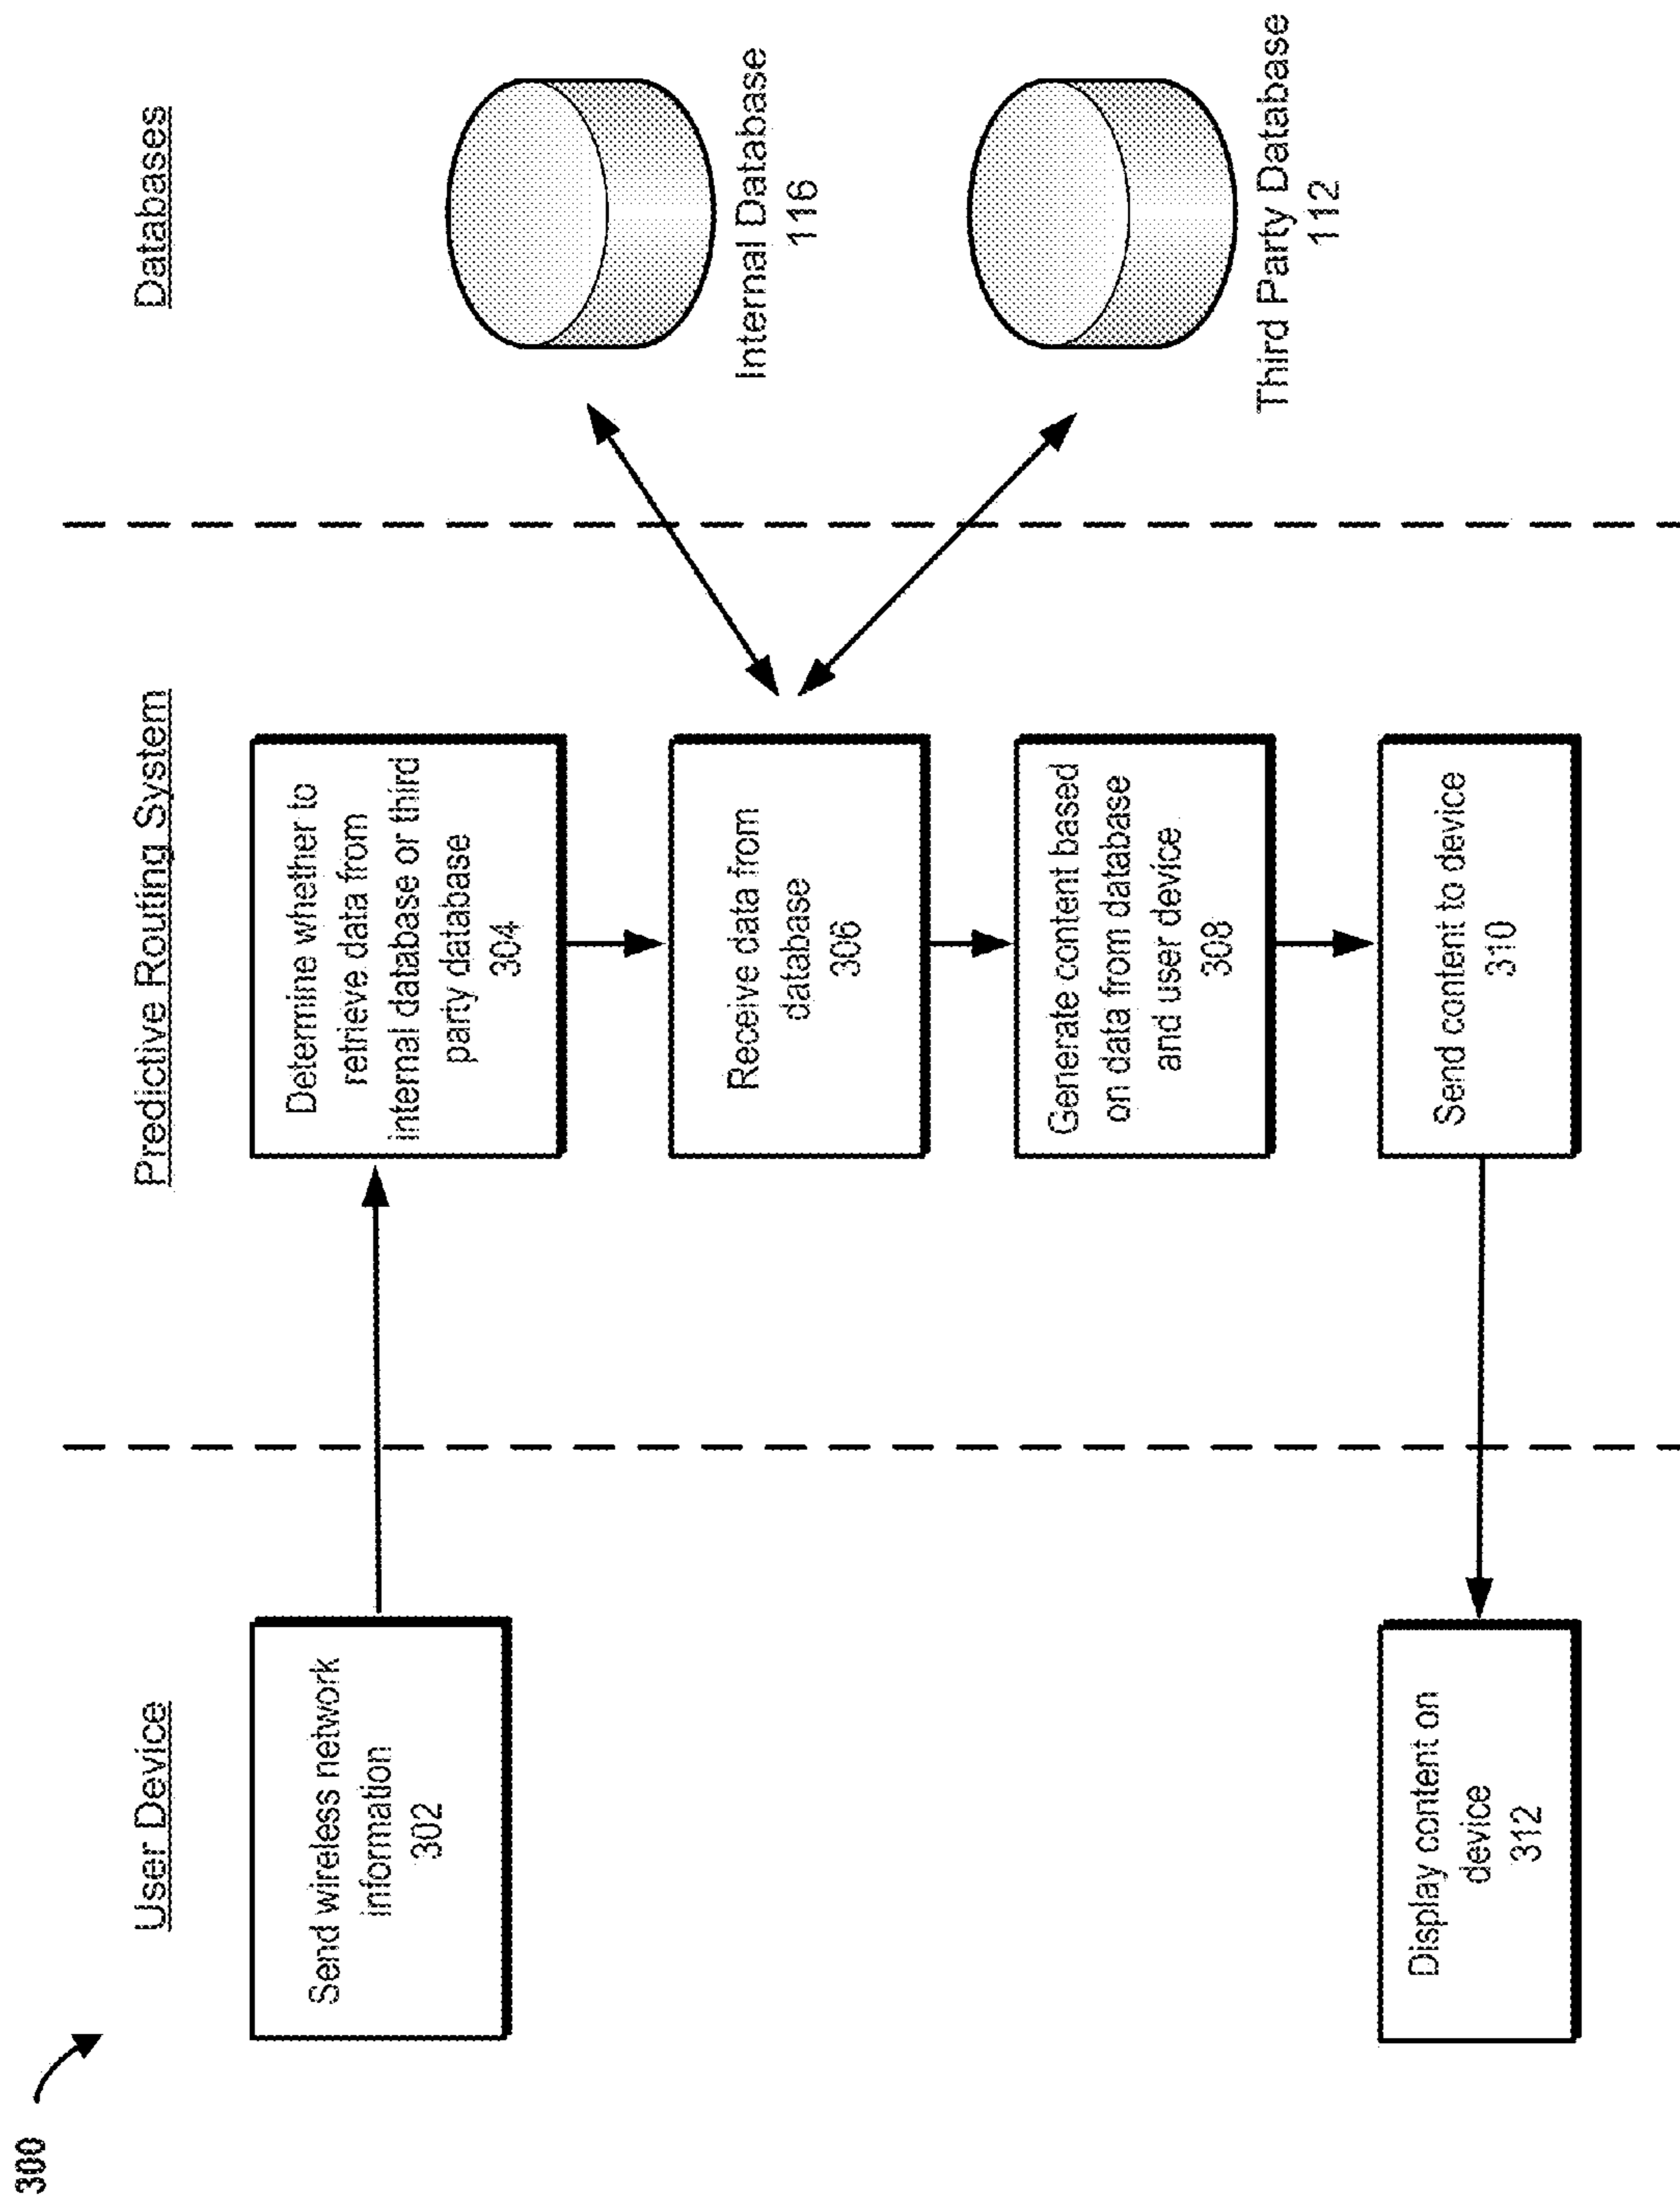 300
User Device
Predictive Routing System
Databases
Send wireless network
information
302
Determine whether to
retrieve data from
internal database or third
party database
304
Receive data from
database
306
Generate content based
on data from database
and user device
308
Send content to device
310
Display content on
device
312
Internal Database
116
Third Party Database
112